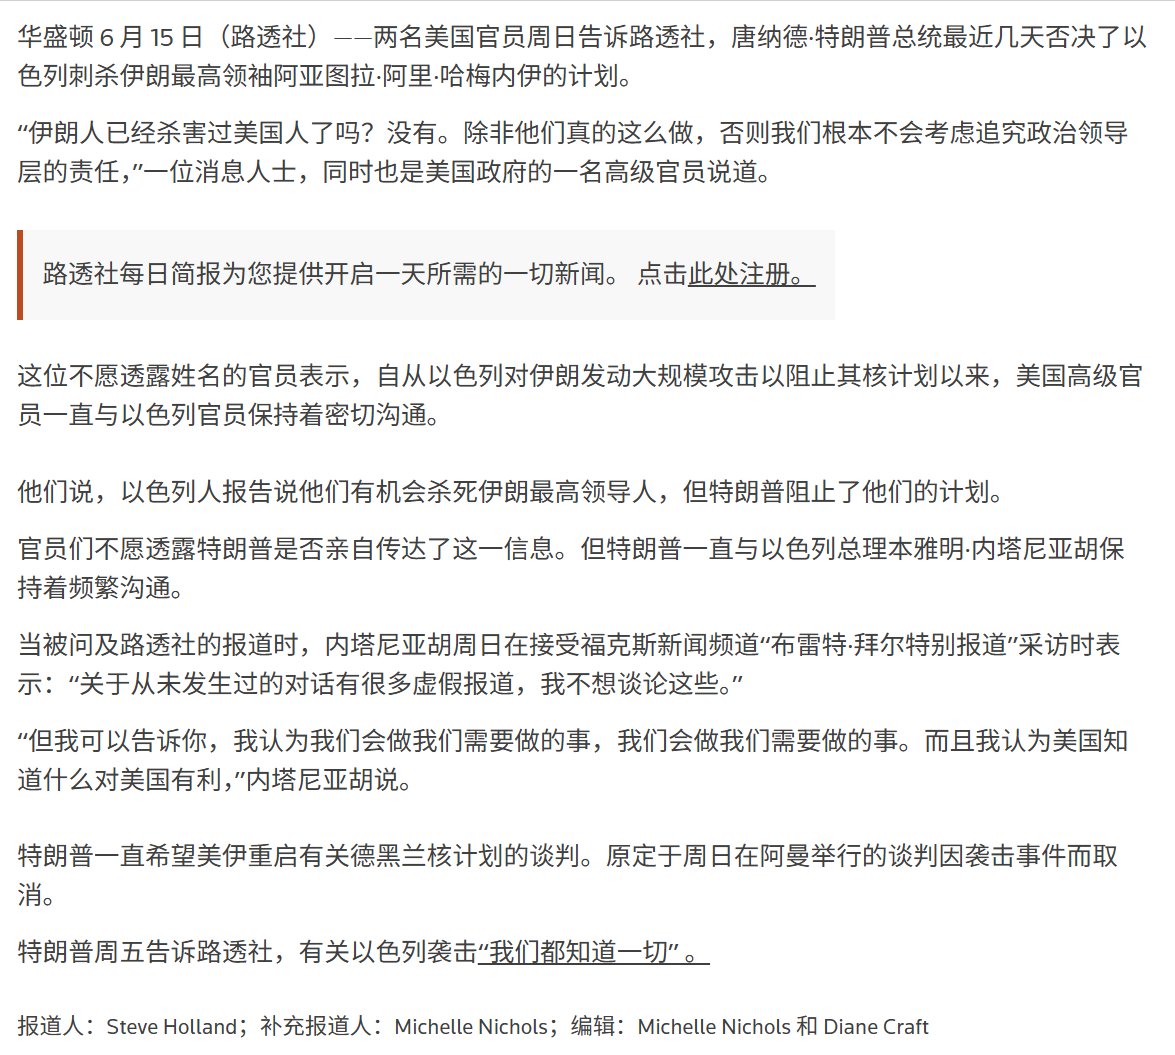 华盛顿 6 月 15 日（路透社）——两名美国官员周日告诉路透社，唐纳德·特朗普总统最近几天否决了以
色列刺杀伊朗最高领袖阿亚图拉·阿里·哈梅内伊的计划。
“伊朗人已经杀害过美国人了吗？没有。除非他们真的这么做，否则我们根本不会考虑追究政治领导
层的责任，”一位消息人士，同时也是美国政府的一名高级官员说道。
路透社每日简报为您提供开启一天所需的一切新闻。 点击此处注册。
这位不愿透露姓名的官员表示，自从以色列对伊朗发动大规模攻击以阻止其核计划以来，美国高级官
员一直与以色列官员保持着密切沟通。
他们说，以色列人报告说他们有机会杀死伊朗最高领导人，但特朗普阻止了他们的计划。
官员们不愿透露特朗普是否亲自传达了这一信息。但特朗普一直与以色列总理本雅明·内塔尼亚胡保
持着频繁沟通。
当被问及路透社的报道时，内塔尼亚胡周日在接受福克斯新闻频道“布雷特·拜尔特别报道”采访时表
示：“关于从未发生过的对话有很多虚假报道，我不想谈论这些。”
“但我可以告诉你，我认为我们会做我们需要做的事，我们会做我们需要做的事。而且我认为美国知
道什么对美国有利，”内塔尼亚胡说。
特朗普一直希望美伊重启有关德黑兰核计划的谈判。原定于周日在阿曼举行的谈判因袭击事件而取
消。
特朗普周五告诉路透社，有关以色列袭击“我们都知道一切” 。
报道人：Steve Holland；补充报道人：Michelle Nichols；编辑：Michelle Nichols 和 Diane Craft